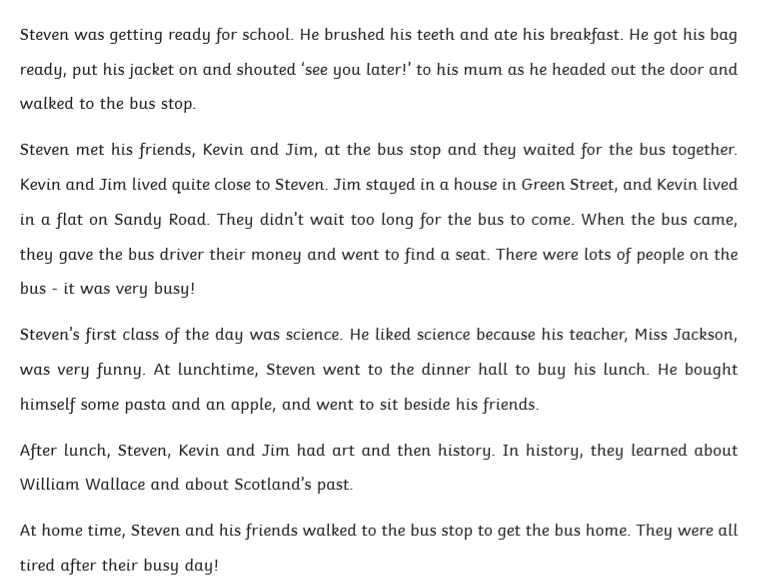 Steven was getting ready for school. He brushed his teeth and ate his breakfast. He got his bag
ready, put his jacket on and shouted ‘see you later!’ to his mum as he headed out the door and
walked to the bus stop.
Steven met his friends, Kevin and Jim, at the bus stop and they waited for the bus together.
Kevin and Jim lived quite close to Steven. Jim stayed in a house in Green Street, and Kevin lived
in a flat on Sandy Road. They didn’t wait too long for the bus to come. When the bus came,
they gave the bus driver their money and went to find a seat. There were lots of people on the
bus - it was very busy!
Steven’s first class of the day was science. He liked science because his teacher, Miss Jackson,
was very funny. At lunchtime, Steven went to the dinner hall to buy his lunch. He bought
himself some pasta and an apple, and went to sit beside his friends.
After lunch, Steven, Kevin and Jim had art and then history. In history, they learned about
William Wallace and about Scotland’s past.
At home time, Steven and his friends walked to the bus stop to get the bus home. They were all
tired after their busy day!